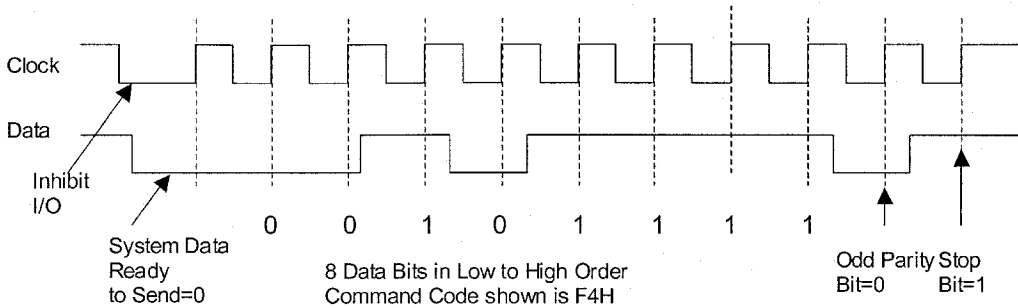 Clock
Data
Inhibit
I/O
0 0 1 0 1 1 1 1
System Data
Ready
to Send=0
8 Data Bits in Low to High Order
Command Code shown is F4H
Odd Parity
Bit=0
Stop
Bit=1